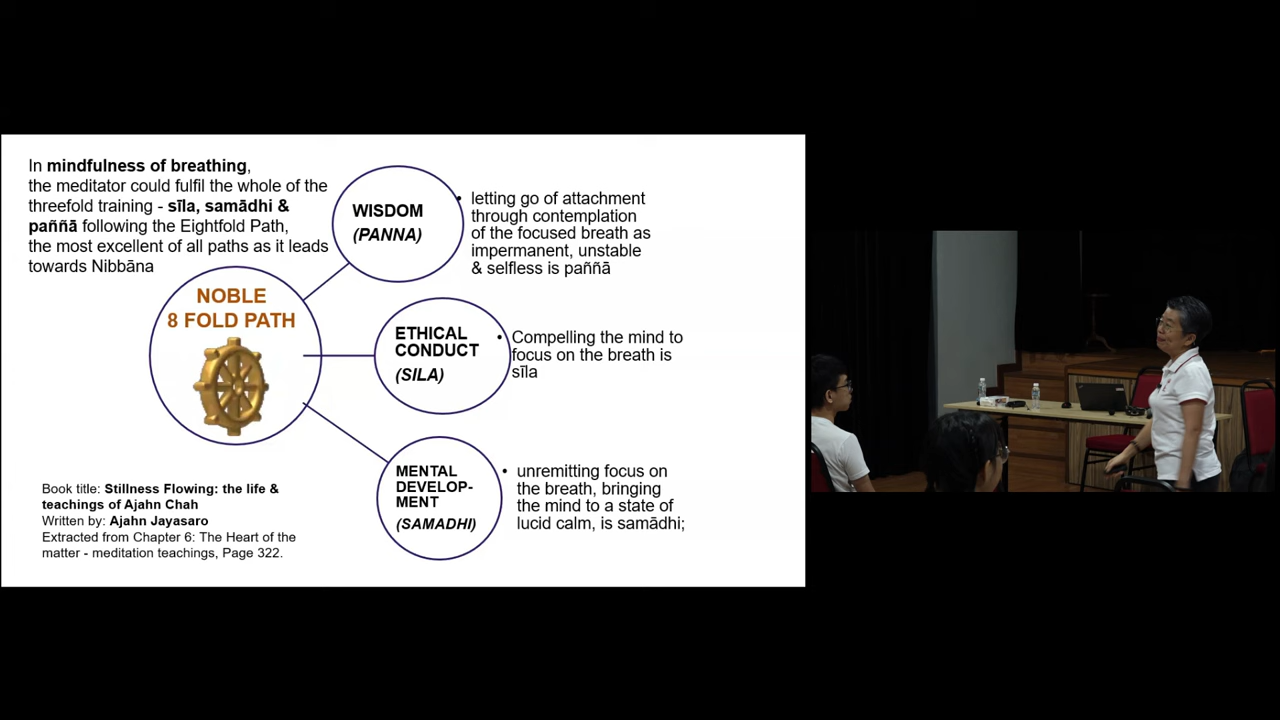 In mindfulness of breathing,
the meditator could fulfil the whole of the
threefold training - sīla, samādhi &
paññā following the Eightfold Path,
the most excellent of all paths as it leads
towards Nibbāna
NOBLE
8 FOLD PATH
WISDOM
(PANNA)
• letting go of attachment
through contemplation
of the focused breath as
impermanent, unstable
& selfless is paññā
ETHICAL
CONDUCT
(SILA)
• Compelling the mind to
focus on the breath is
sīla
MENTAL
DEVELOP-
MENT
(SAMADHI)
• unremitting focus on
the breath, bringing
the mind to a state of
lucid calm, is samādhi;
Book title: Stillness Flowing: the life &
teachings of Ajahn Chah
Written by: Ajahn Jayasaro
Extracted from Chapter 6: The Heart of the
matter - meditation teachings, Page 322.